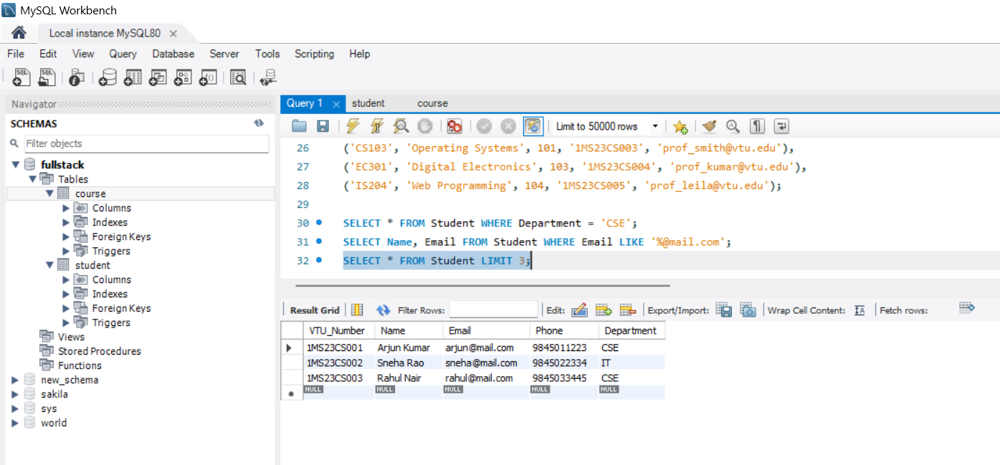 MySQL Workbench
Local instance MySQL80
File Edit View Query Database Server Tools Scripting Help
SQL SQL
Navigator
SCHEMAS
Filter objects
fullstack
Tables
course
Columns
Indexes
Foreign Keys
Triggers
student
Columns
Indexes
Foreign Keys
Triggers
Views
Stored Procedures
Functions
new_schema
sakila
sys
world
Query 1 student course
Limit to 50000 rows
26 ('CS103', 'Operating Systems', 101, '1MS23CS003', 'prof_smith@vtu.edu'),
27 ('EC301', 'Digital Electronics', 103, '1MS23CS004', 'prof_kumar@vtu.edu'),
28 ('IS204', 'Web Programming', 104, '1MS23CS005', 'prof_leila@vtu.edu');
29
30 SELECT * FROM Student WHERE Department = 'CSE';
31 SELECT Name, Email FROM Student WHERE Email LIKE '%@mail.com';
32 SELECT * FROM Student LIMIT 3;
Result Grid Filter Rows: Edit: Export/Import: Wrap Cell Content: Fetch rows:
VTU_Number Name Email Phone Department
1MS23CS001 Arjun Kumar arjun@mail.com 9845011223 CSE
1MS23CS002 Sneha Rao sneha@mail.com 9845022334 IT
1MS23CS003 Rahul Nair rahul@mail.com 9845033445 CSE
NULL NULL NULL NULL NULL